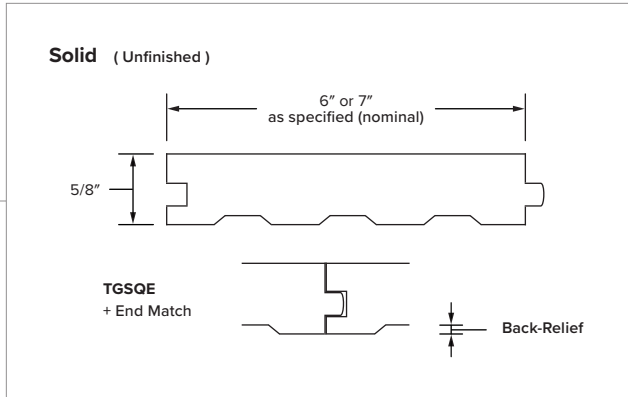 Solid ( Unfinished )
6” or 7”
as specified (nominal)
5/8”
TGSQE
+ End Match
Back-Relief